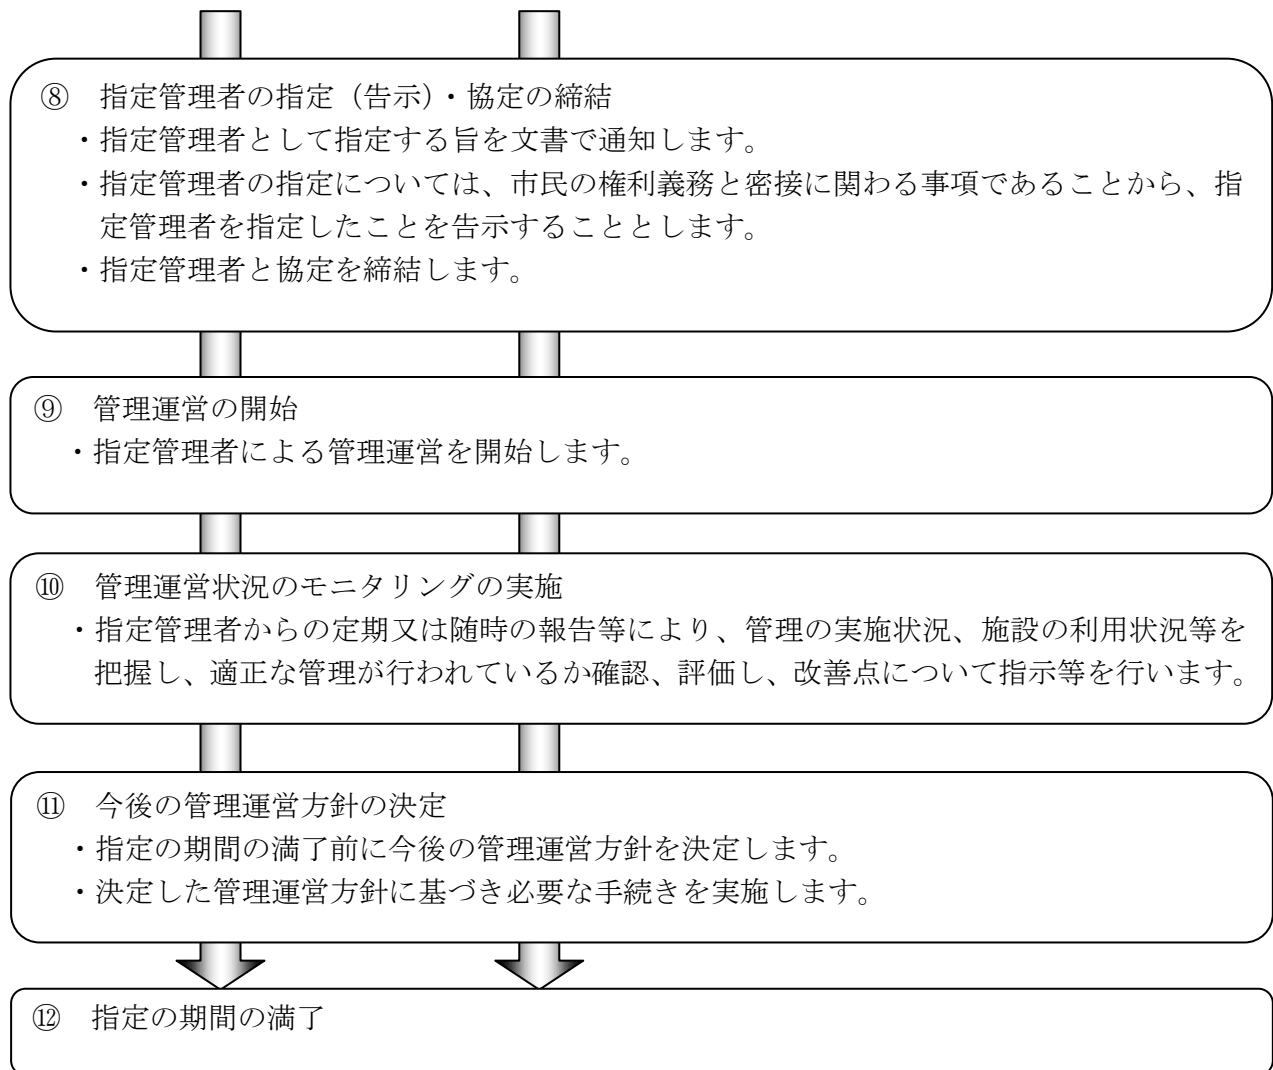 ⑧　指定管理者の指定（告示）・協定の締結
・指定管理者として指定する旨を文書で通知します。
・指定管理者の指定については、市民の権利義務と密接に関わる事項であることから、指
定管理者を指定したことを告示することとします。
・指定管理者と協定を締結します。
⑨　管理運営の開始
・指定管理者による管理運営を開始します。
⑩　管理運営状況のモニタリングの実施
・指定管理者からの定期又は随時の報告等により、管理の実施状況、施設の利用状況等を
把握し、適正な管理が行われているか確認、評価し、改善点について指示等を行います。
⑪　今後の管理運営方針の決定
・指定の期間の満了前に今後の管理運営方針を決定します。
・決定した管理運営方針に基づき必要な手続きを実施します。
⑫　指定の期間の満了